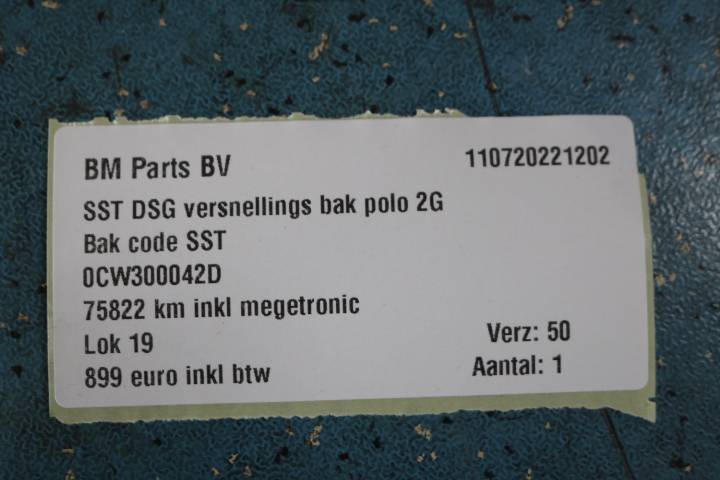 BM Parts BV 110720221202
SST DSG versnellings bak polo 2G
Bak code SST
0CW300042D
75822 km inkl megetronic
Lok 19 Verz: 50
899 euro inkl btw Aantal: 1